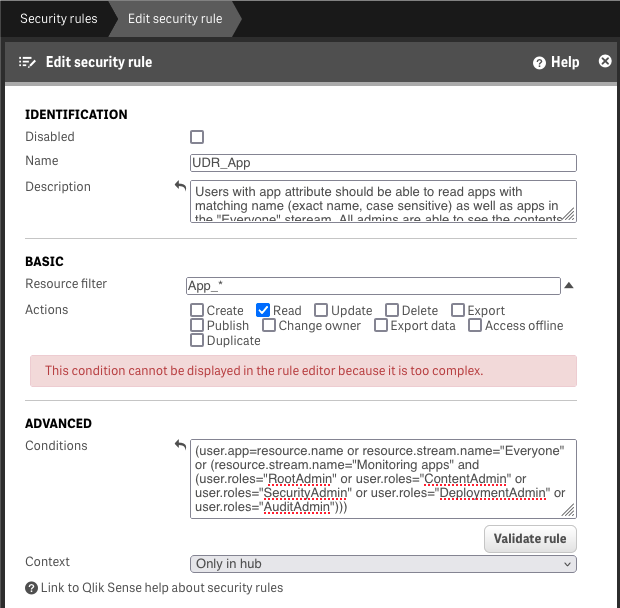 Security rules
Edit security rule
Edit security rule
Help
IDENTIFICATION
Disabled
Name
UDR_App
Description
Users with app attribute should be able to read apps with
matching name (exact name, case sensitive) as well as apps in
the "Everyone" steream. All admins are able to see the contents
BASIC
Resource filter
App_*
Actions
Create Read Update Delete Export
Publish Change owner Export data Access offline
Duplicate
This condition cannot be displayed in the rule editor because it is too complex.
ADVANCED
Conditions
(user.app=resource.name or resource.stream.name="Everyone"
or (resource.stream.name="Monitoring apps" and
(user.roles="RootAdmin" or user.roles="ContentAdmin" or
user.roles="SecurityAdmin" or user.roles="DeploymentAdmin" or
user.roles="AuditAdmin")))
Validate rule
Context
Only in hub
Link to Qlik Sense help about security rules